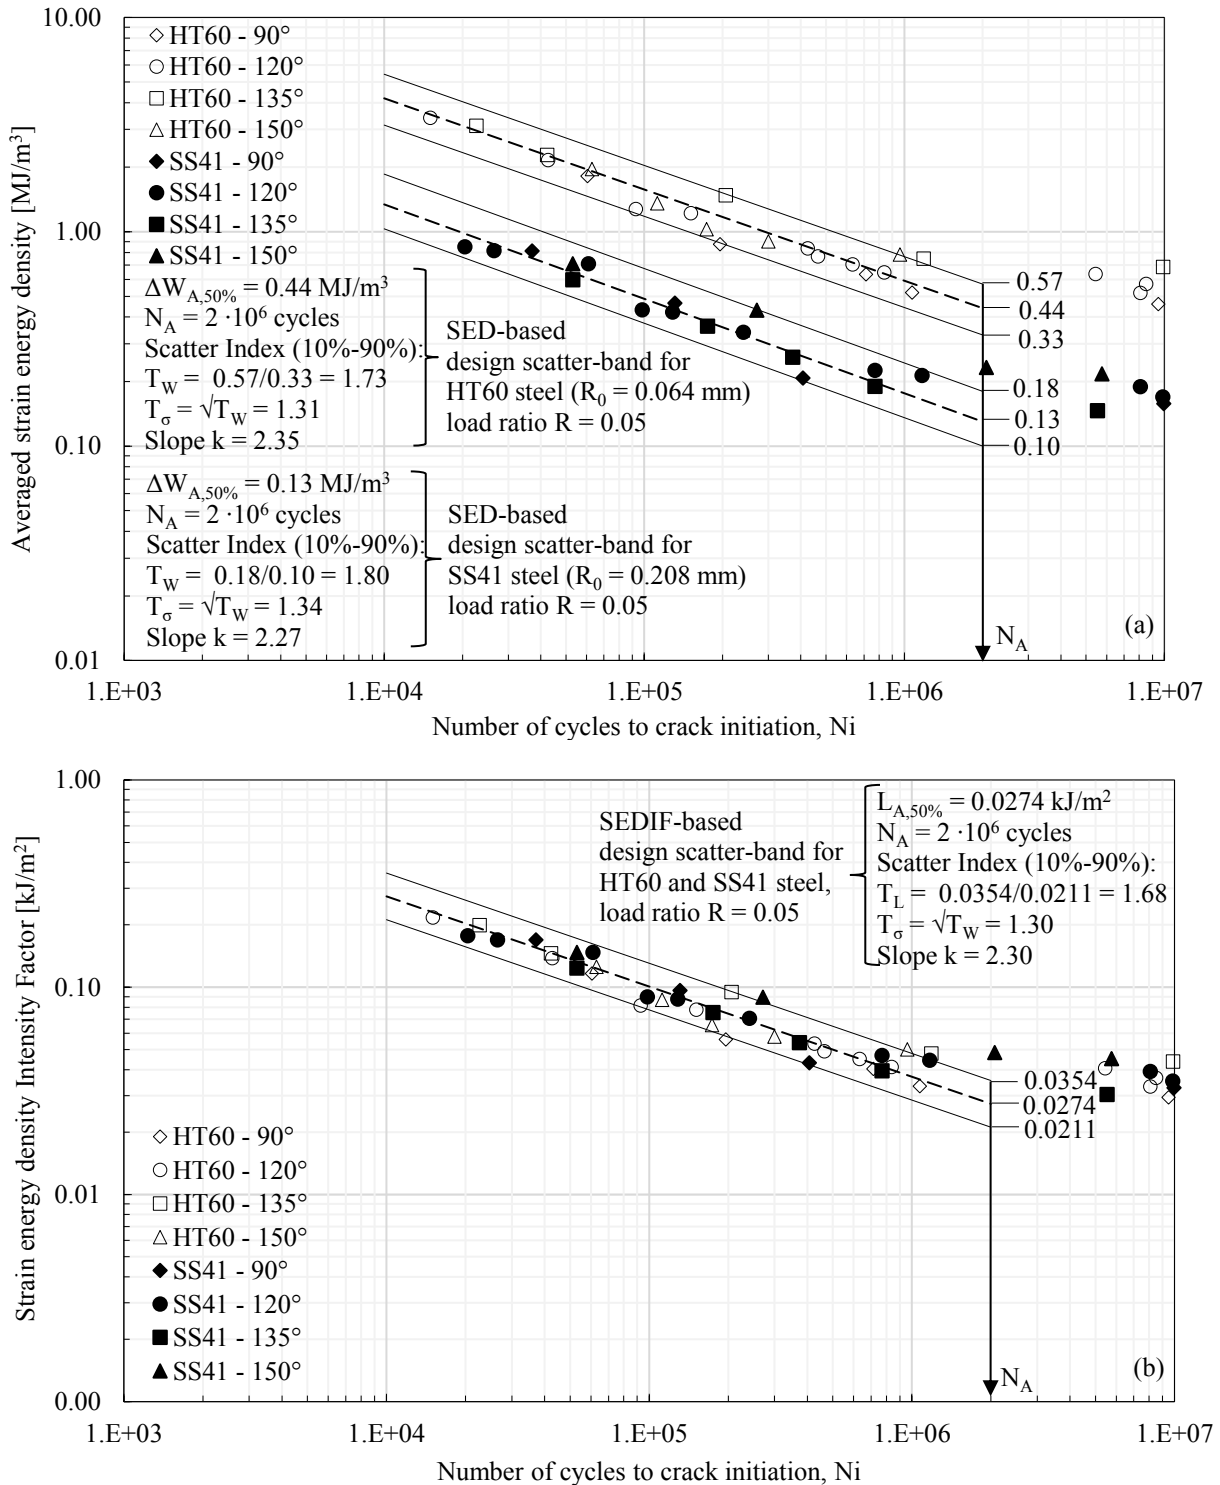 10.00
1.00
0.10
0.01
Averaged strain energy density [MJ/m³]
HT60 - 90°
HT60 - 120°
HT60 - 135°
HT60 - 150°
SS41 - 90°
SS41 - 120°
SS41 - 135°
SS41 - 150°
ΔW_A,50% = 0.44 MJ/m³
N_A = 2 ·10⁶ cycles
Scatter Index (10%-90%):
T_W = 0.57/0.33 = 1.73
T_σ = √T_W = 1.31
Slope k = 2.35
SED-based
design scatter-band for
HT60 steel (R₀ = 0.064 mm)
load ratio R = 0.05
ΔW_A,50% = 0.13 MJ/m³
N_A = 2 ·10⁶ cycles
Scatter Index (10%-90%):
T_W = 0.18/0.10 = 1.80
T_σ = √T_W = 1.34
Slope k = 2.27
SED-based
design scatter-band for
SS41 steel (R₀ = 0.208 mm)
load ratio R = 0.05
0.57
0.44
0.33
0.18
0.13
0.10
(a)
N_A
1.E+03 1.E+04 1.E+05 1.E+06 1.E+07
Number of cycles to crack initiation, Ni
1.00
0.10
0.01
0.00
Strain energy density Intensity Factor [kJ/m²]
SEDIF-based
design scatter-band for
HT60 and SS41 steel,
load ratio R = 0.05
L_A,50% = 0.0274 kJ/m²
N_A = 2 ·10⁶ cycles
Scatter Index (10%-90%):
T_L = 0.0354/0.0211 = 1.68
T_σ = √T_W = 1.30
Slope k = 2.30
0.0354
0.0274
0.0211
HT60 - 90°
HT60 - 120°
HT60 - 135°
HT60 - 150°
SS41 - 90°
SS41 - 120°
SS41 - 135°
SS41 - 150°
(b)
N_A
1.E+03 1.E+04 1.E+05 1.E+06 1.E+07
Number of cycles to crack initiation, Ni